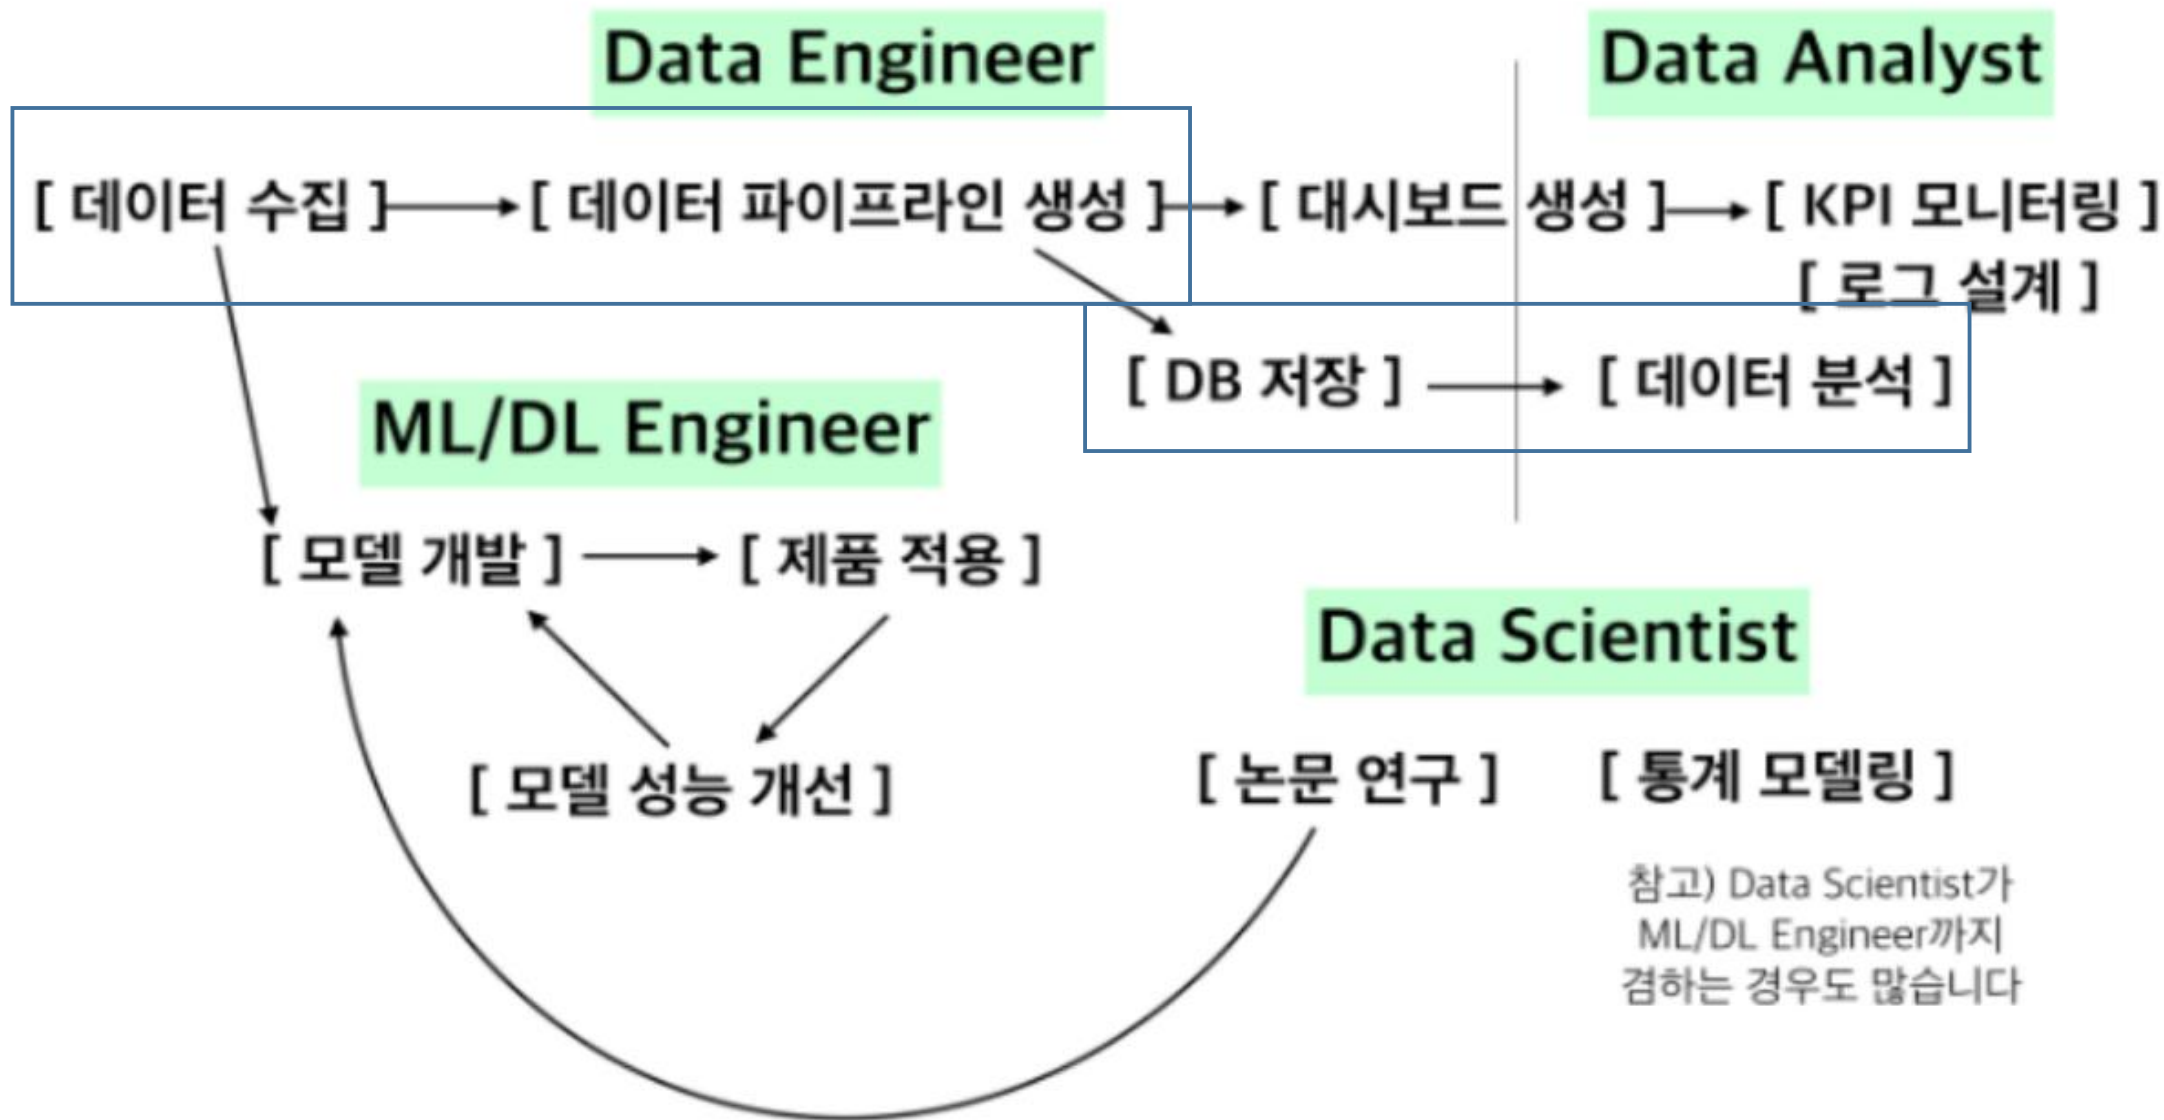 Data Engineer
Data Analyst
[ 데이터 수집 ]
[ 데이터 파이프라인 생성 ]
[ 대시보드 생성 ]
[ KPI 모니터링 ]
[ 로그 설계 ]
[ DB 저장 ]
[ 데이터 분석 ]
ML/DL Engineer
[ 모델 개발 ]
[ 제품 적용 ]
[ 모델 성능 개선 ]
Data Scientist
[ 논문 연구 ]
[ 통계 모델링 ]
참고) Data Scientist가
ML/DL Engineer까지
겸하는 경우도 많습니다